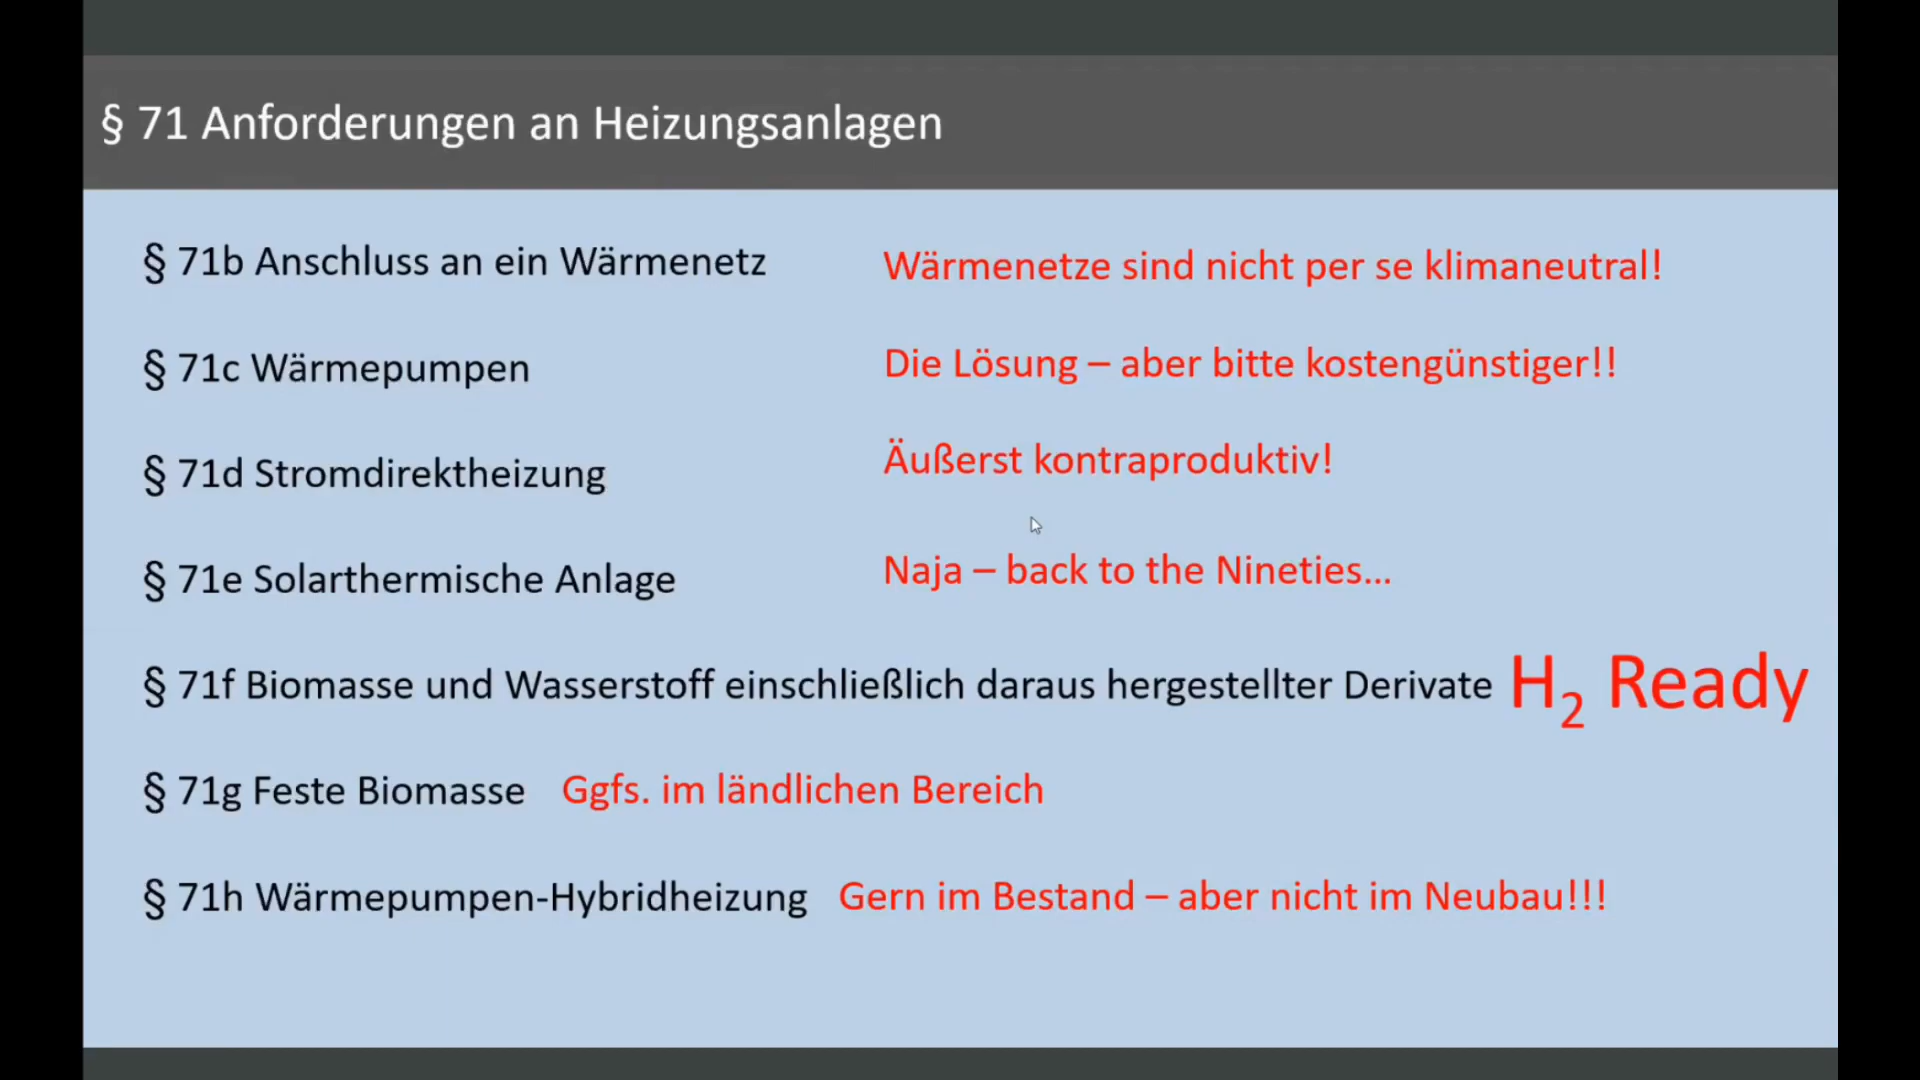 § 71 Anforderungen an Heizungsanlagen
§ 71b Anschluss an ein Wärmenetz Wärmenetze sind nicht per se klimaneutral!
§ 71c Wärmepumpen Die Lösung – aber bitte kostengünstiger!!
§ 71d Stromdirektheizung Äußerst kontraproduktiv!
§ 71e Solarthermische Anlage Naja – back to the Nineties...
§ 71f Biomasse und Wasserstoff einschließlich daraus hergestellter Derivate H₂ Ready
§ 71g Feste Biomasse Ggfs. im ländlichen Bereich
§ 71h Wärmepumpen-Hybridheizung Gern im Bestand – aber nicht im Neubau!!!